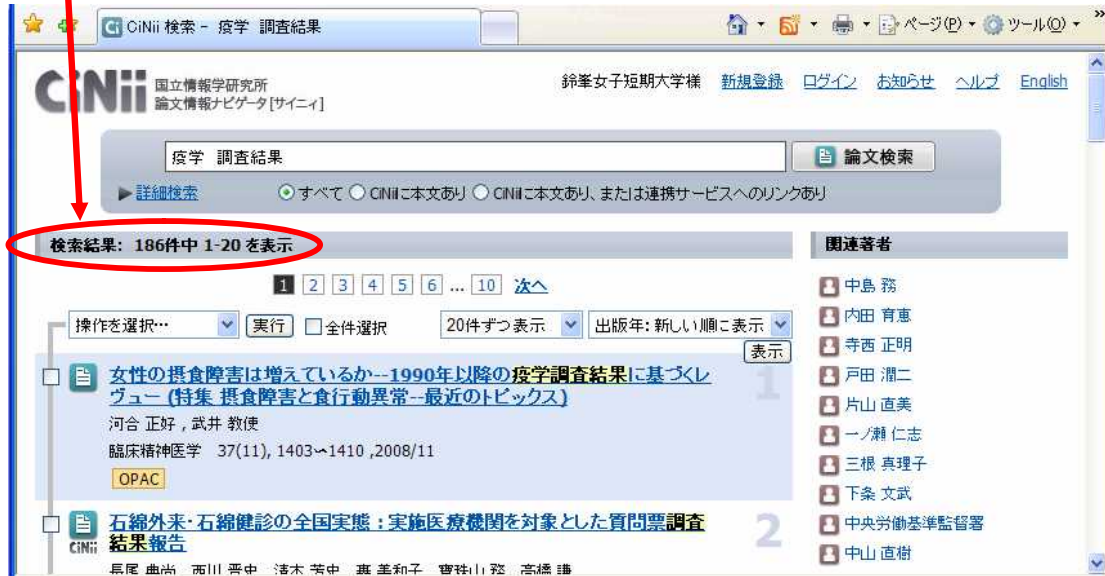 CiNii 検索 - 疫学 調査結果
ページ(P) ツール(O) »
CiNii 国立情報学研究所
論文情報ナビゲータ[サイニィ]
鈴峯女子短期大学様 新規登録 ログイン お知らせ ヘルプ English
疫学 調査結果 論文検索
詳細検索 すべて CiNiiに本文あり CiNiiに本文あり、または連携サービスへのリンクあり
検索結果: 186件中 1-20 を表示
1 2 3 4 5 6 ... 10 次へ
操作を選択… 実行 全件選択 20件ずつ表示 出版年:新しい順に表示
表示
女性の摂食障害は増えているか--1990年以降の疫学調査結果に基づくレ
ヴュー (特集 摂食障害と食行動異常--最近のトピックス)
1
河合 正好 , 武井 教使
臨床精神医学 37(11), 1403~1410 ,2008/11
OPAC
石綿外来・石綿健診の全国実態 : 実施医療機関を対象とした質問票調査
結果報告
CiNii
2
関連著者
中島 務
内田 育恵
寺西 正明
戸田 潤二
片山 直美
一ノ瀬 仁志
三根 真理子
下条 文武
中央労働基準監督署
中山 直樹